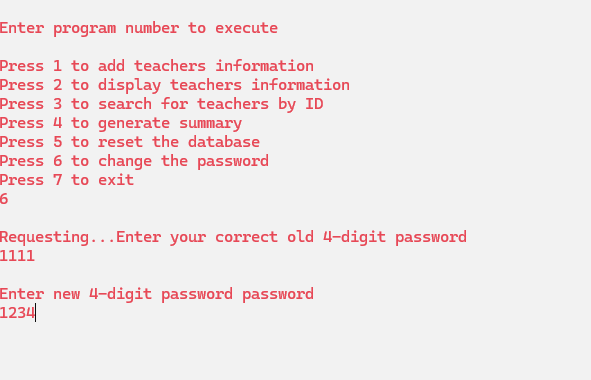 Enter program number to execute
Press 1 to add teachers information
Press 2 to display teachers information
Press 3 to search for teachers by ID
Press 4 to generate summary
Press 5 to reset the database
Press 6 to change the password
Press 7 to exit
6
Requesting...Enter your correct old 4-digit password
1111
Enter new 4-digit password password
1234